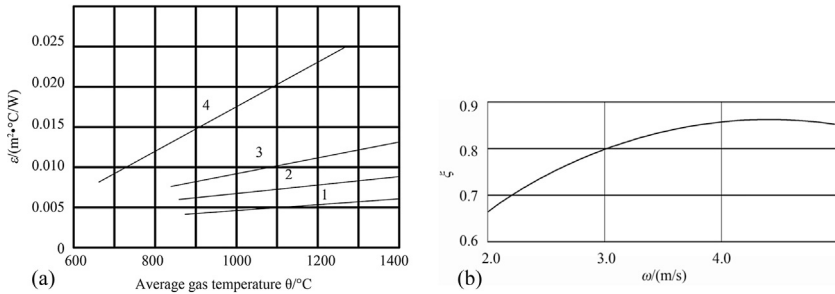 0.025
0.020
0.015
0.010
0.005
0
ε/(m²•°C/W)
4
3
2
1
600 800 1000 1200 1400
(a) Average gas temperature θ/°C
0.9
0.8
0.7
0.6
ξ
2.0 3.0 4.0
(b) ω/(m/s)